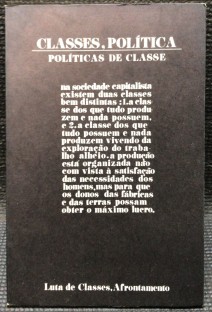 CLASSES, POLÍTICA
POLÍTICAS DE CLASSE
na sociedade capitalista
existem duas classes
bem distintas: 1.a clas
se dos que tudo produ
zem e nada possuem,
e 2.a classe dos que
tudo possuem e nada
produzem vivendo da
exploração do traba_
lho alheio. a produção
está organizada não
com vista à satisfação
das necessidades dos
homens, mas para que
os donos das fábricas
e das terras possam
obter o máximo lucro.
Luta de Classes, Afrontamento